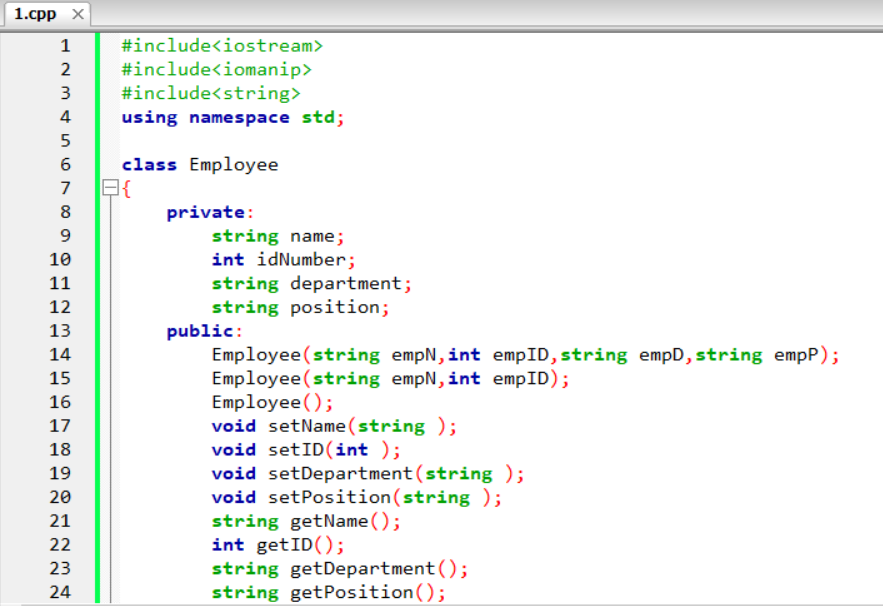 1.cpp ×
1 #include<iostream>
2 #include<iomanip>
3 #include<string>
4 using namespace std;
5
6 class Employee
7 {
8 private:
9 string name;
10 int idNumber;
11 string department;
12 string position;
13 public:
14 Employee(string empN,int empID,string empD,string empP);
15 Employee(string empN,int empID);
16 Employee();
17 void setName(string );
18 void setID(int );
19 void setDepartment(string );
20 void setPosition(string );
21 string getName();
22 int getID();
23 string getDepartment();
24 string getPosition();